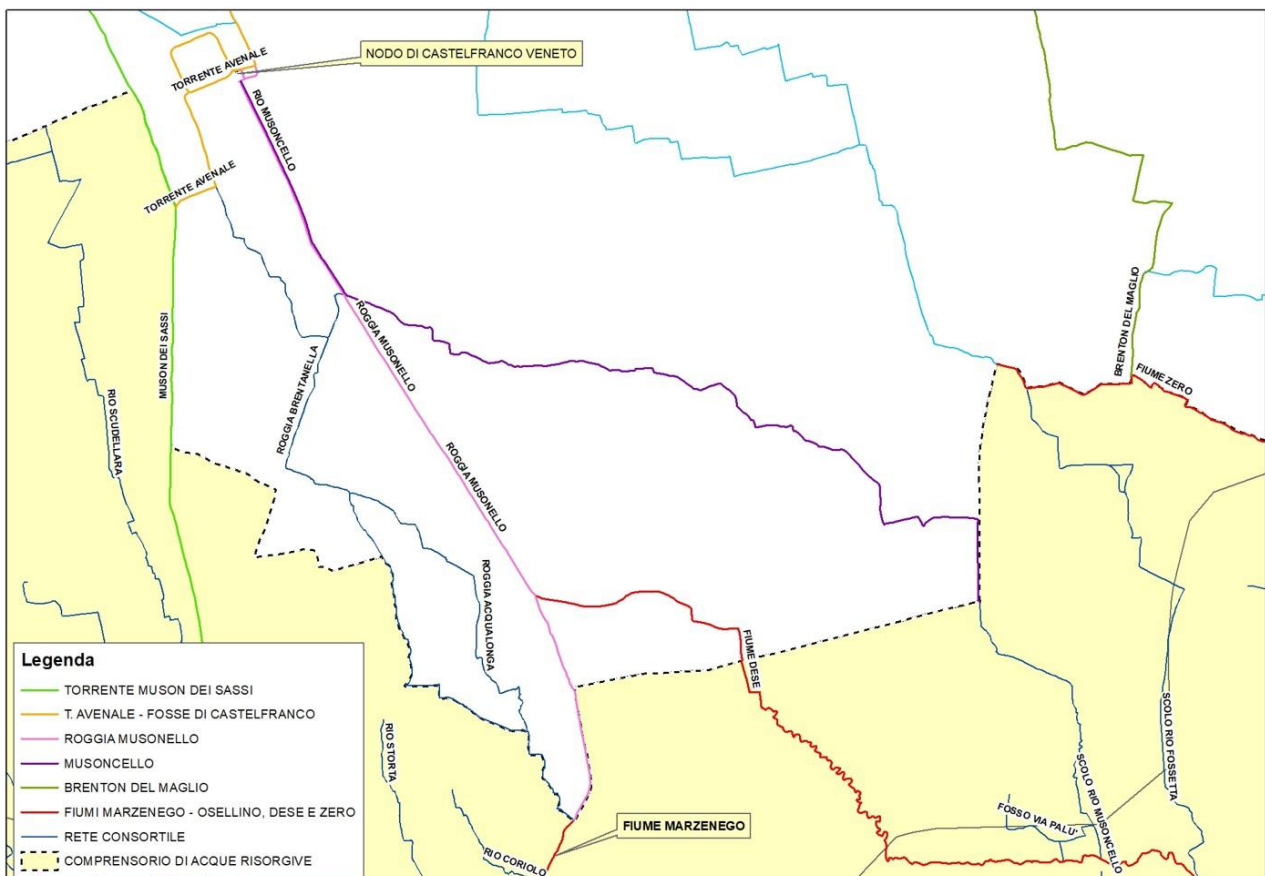 NODO DI CASTELFRANCO VENETO
TORRENTE AVENALE
RIO MUSONCELLO
TORRENTE AVENALE
MUSON DEI SASSI
RIO SCUDELLARA
ROGGIA BRENTANELLA
ROGGIA MUSONELLO
ROGGIA MUSONELLO
BRENTON DEL MAGLIO
FIUME ZERO
ROGGIA ACQUALONGA
FIUME DESE
RIO STORTA
SCOLO RIO FOSSETTA
SCOLO RIO MUSONCELLO
FOSSO VIA PALU'
FIUME MARZENEGO
RIO CORIOLO
Legenda
TORRENTE MUSON DEI SASSI
T. AVENALE - FOSSE DI CASTELFRANCO
ROGGIA MUSONELLO
MUSONCELLO
BRENTON DEL MAGLIO
FIUMI MARZENEGO - OSELLINO, DESE E ZERO
RETE CONSORTILE
COMPRENSORIO DI ACQUE RISORGIVE